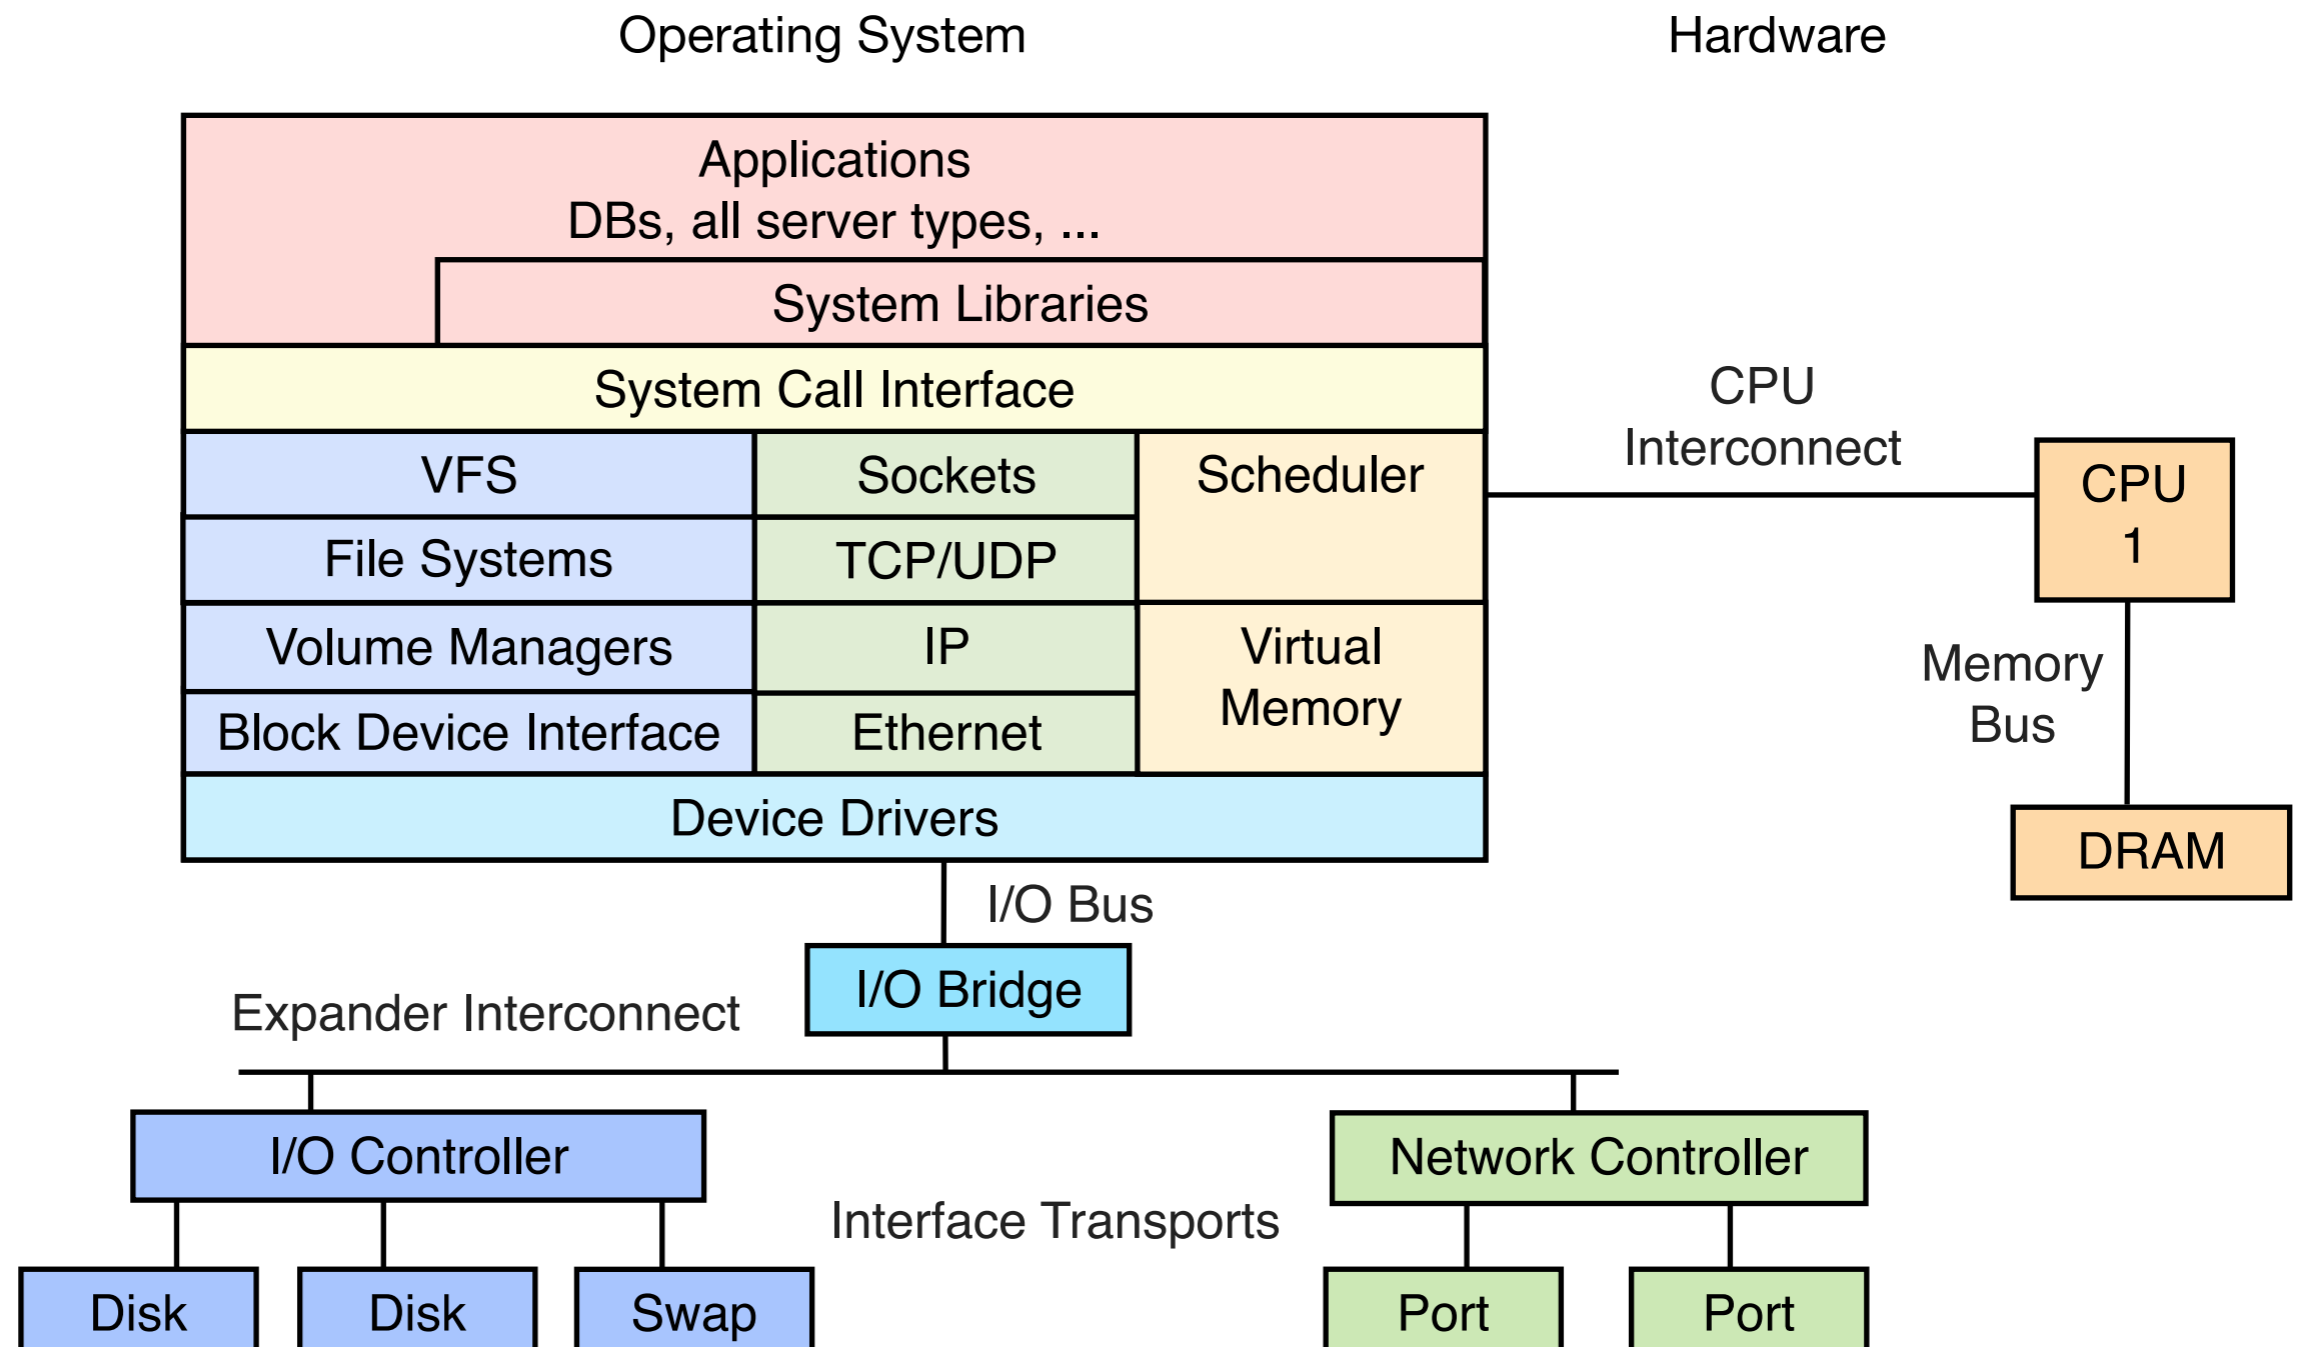 Operating System
Hardware
Applications
DBs, all server types, ...
System Libraries
System Call Interface
CPU
Interconnect
VFS
Sockets
Scheduler
CPU
1
File Systems
TCP/UDP
Volume Managers
IP
Virtual
Memory
Memory
Bus
Block Device Interface
Ethernet
Device Drivers
DRAM
I/O Bus
I/O Bridge
Expander Interconnect
I/O Controller
Network Controller
Interface Transports
Disk
Disk
Swap
Port
Port